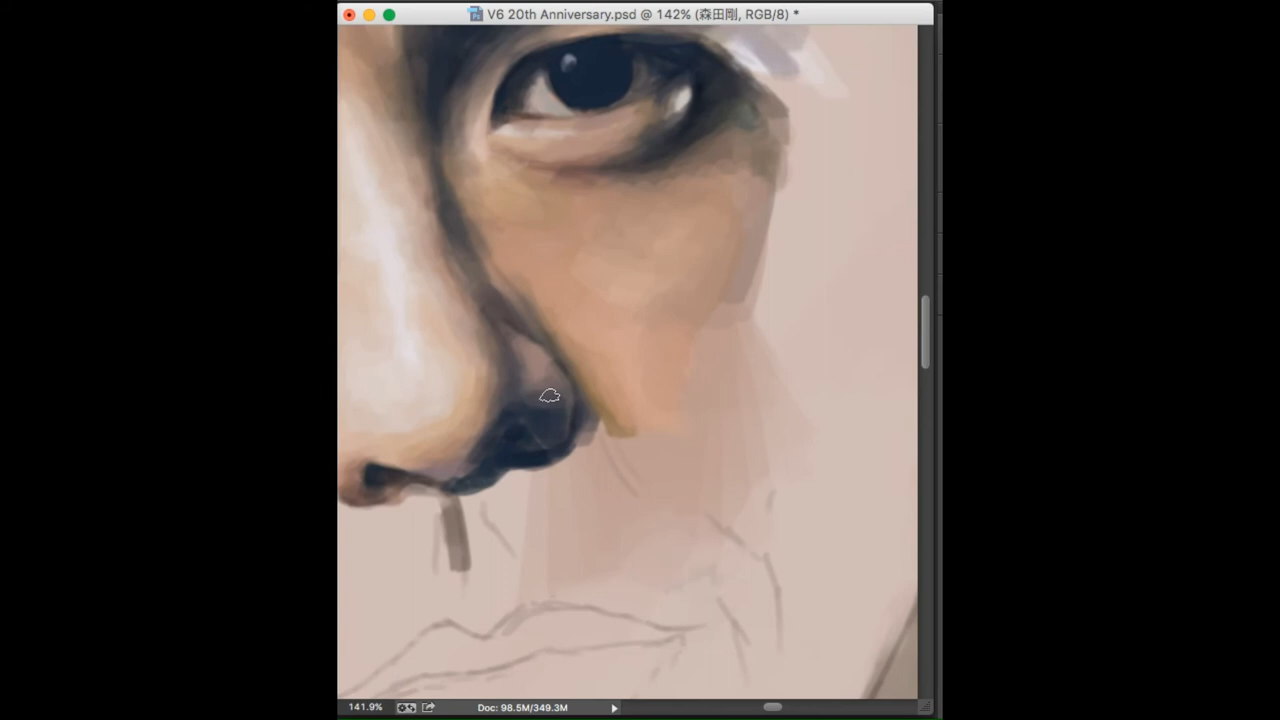 V6 20th Anniversary.psd @ 142% (森田剛, RGB/8) *
141.9% Doc: 98.5M/349.3M